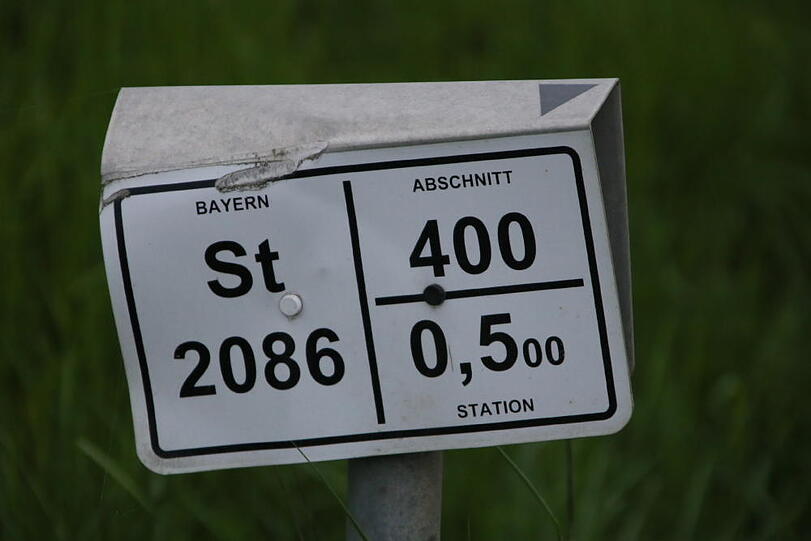 BAYERN
St
2086
ABSCHNITT
400
0,500
STATION